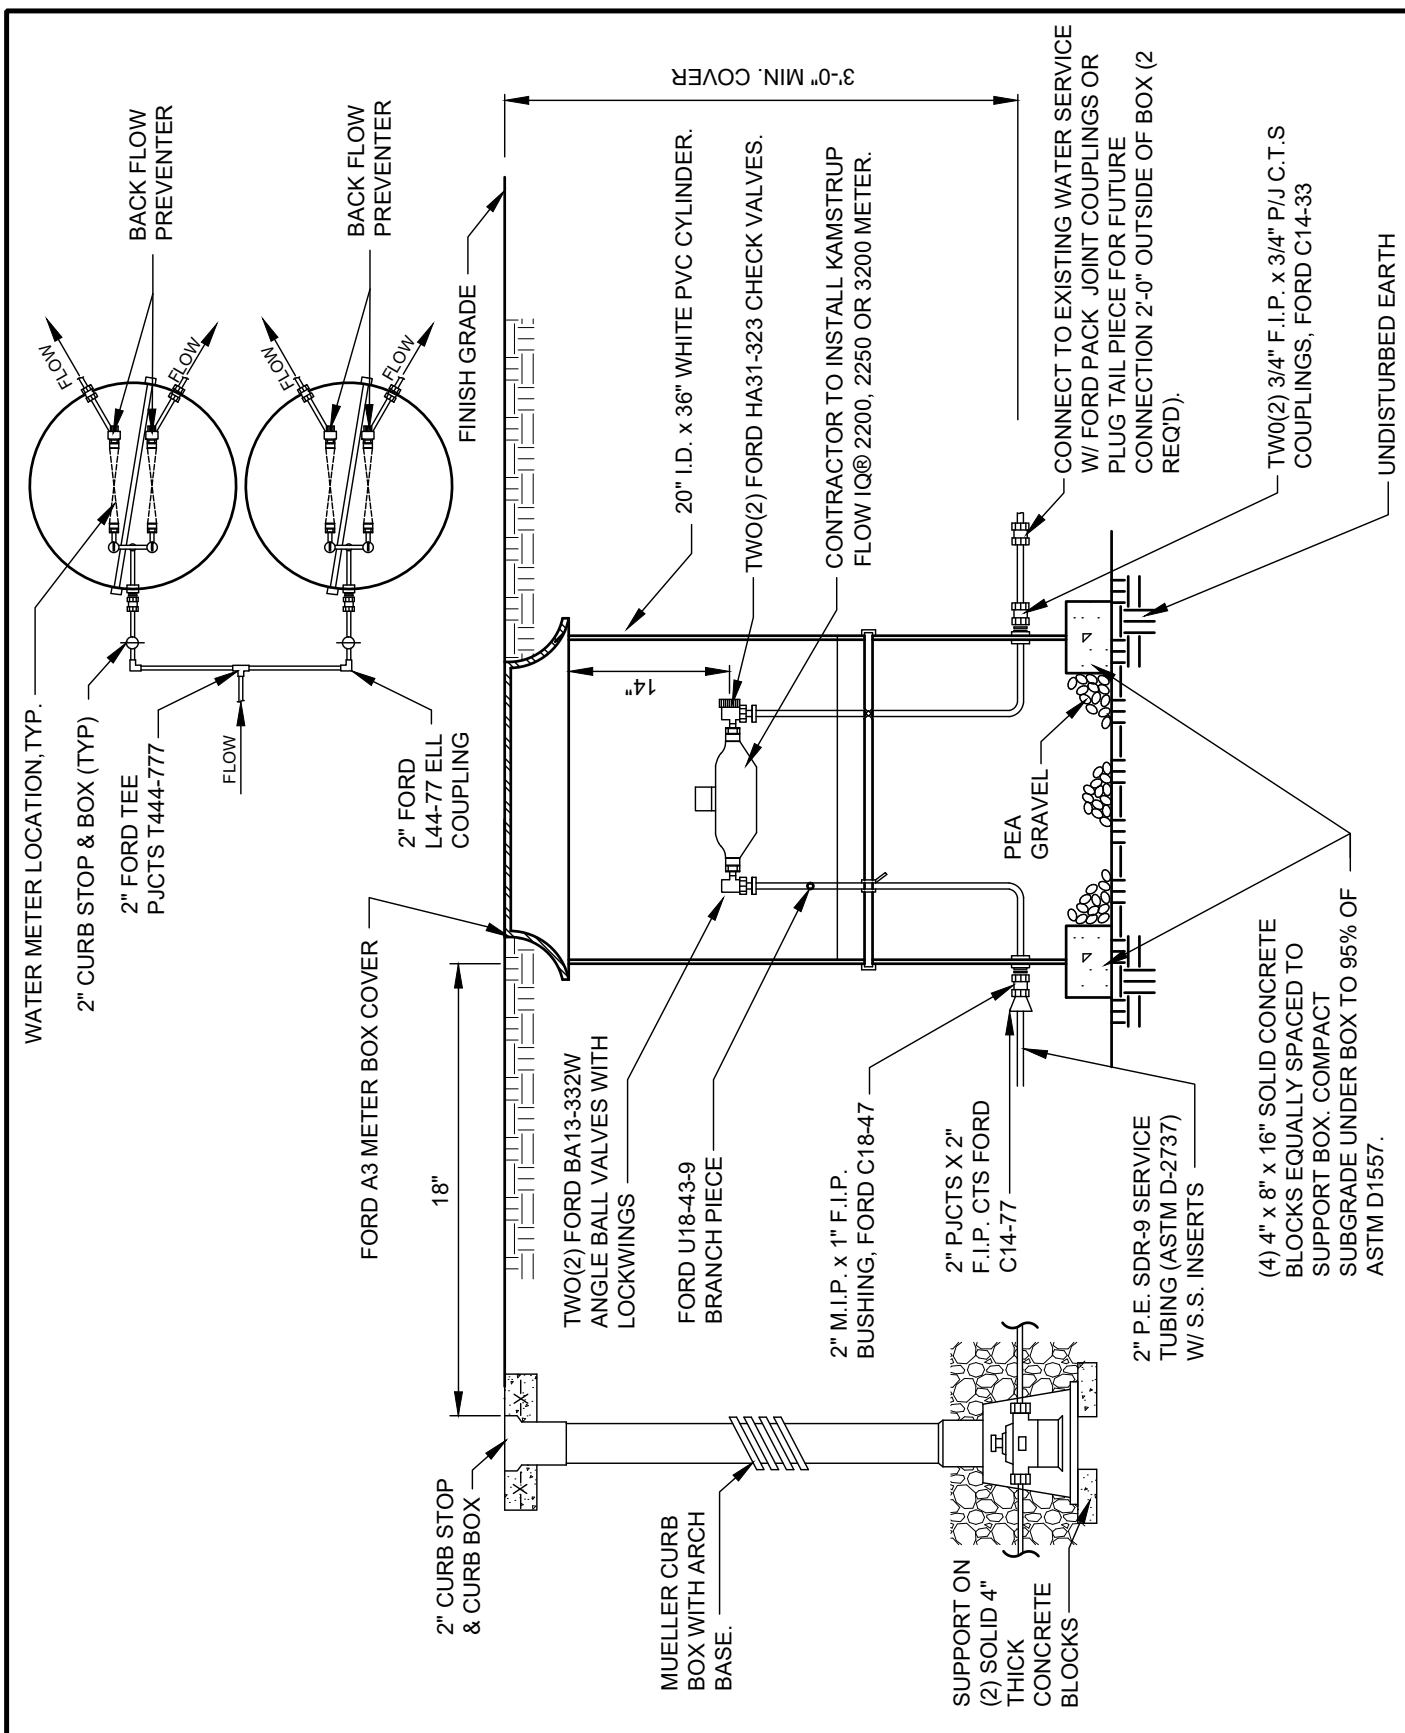 WATER METER LOCATION,TYP.
2" CURB STOP & BOX (TYP)
2" FORD TEE
PJCTS T444-777
FLOW
2" FORD
L44-77 ELL
COUPLING
FLOW
FLOW
BACK FLOW
PREVENTER
FLOW
FLOW
BACK FLOW
PREVENTER
FORD A3 METER BOX COVER
FINISH GRADE
18"
2" CURB STOP
& CURB BOX
X
X
MUELLER CURB
BOX WITH ARCH
BASE.
SUPPORT ON
(2) SOLID 4"
THICK
CONCRETE
BLOCKS
TWO(2) FORD BA13-332W
ANGLE BALL VALVES WITH
LOCKWINGS
FORD U18-43-9
BRANCH PIECE
2" M.I.P. x 1" F.I.P.
BUSHING, FORD C18-47
2" PJCTS X 2"
F.I.P. CTS FORD
C14-77
2" P.E. SDR-9 SERVICE
TUBING (ASTM D-2737)
W/ S.S. INSERTS
14"
PEA
GRAVEL
3'-0" MIN. COVER
20" I.D. x 36" WHITE PVC CYLINDER.
TWO(2) FORD HA31-323 CHECK VALVES.
CONTRACTOR TO INSTALL KAMSTRUP
FLOW IQ® 2200, 2250 OR 3200 METER.
CONNECT TO EXISTING WATER SERVICE
W/ FORD PACK JOINT COUPLINGS OR
PLUG TAIL PIECE FOR FUTURE
CONNECTION 2'-0" OUTSIDE OF BOX (2
REQ'D).
TW0(2) 3/4" F.I.P. x 3/4" P/J C.T.S
COUPLINGS, FORD C14-33
UNDISTURBED EARTH
(4) 4" x 8" x 16" SOLID CONCRETE
BLOCKS EQUALLY SPACED TO
SUPPORT BOX. COMPACT
SUBGRADE UNDER BOX TO 95% OF
ASTM D1557.